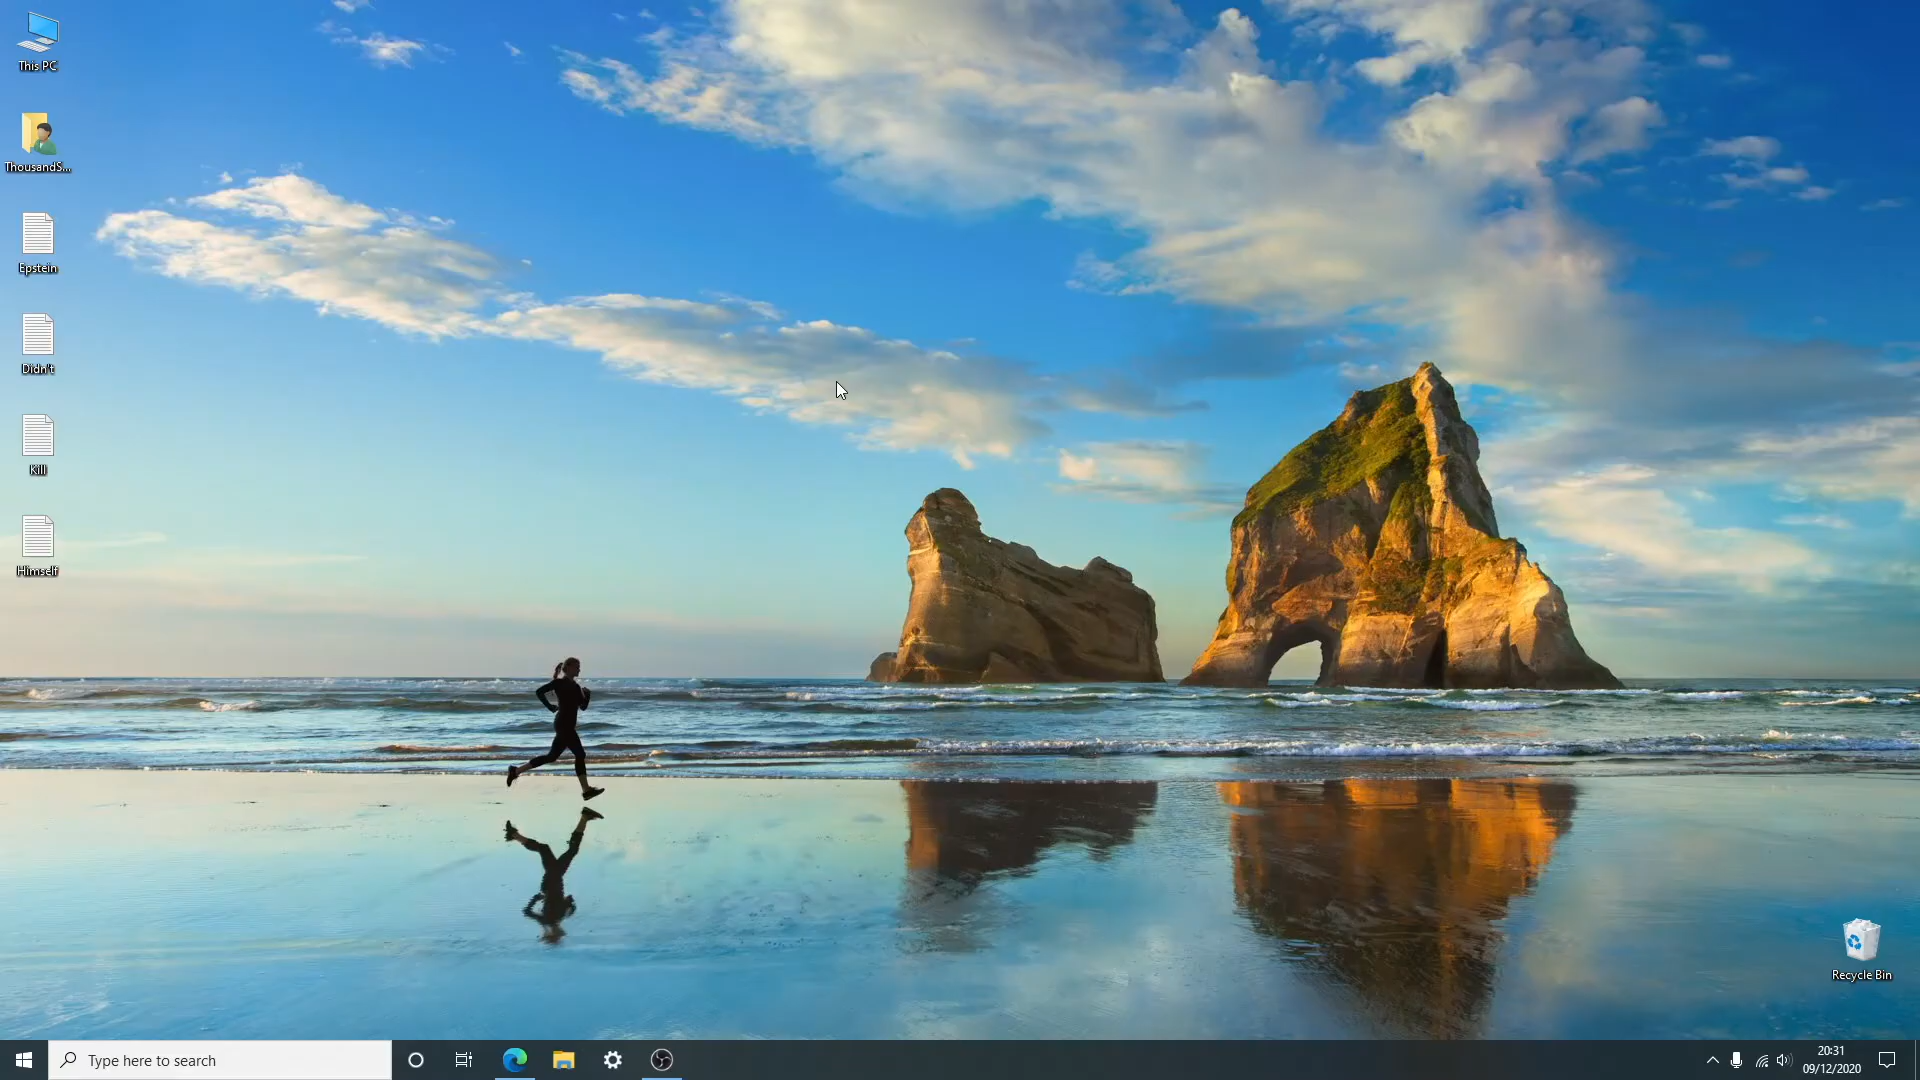 This PC
ThousandS...
Epstein
Didn't
Kill
Himself
Recycle Bin
Type here to search
20:31
09/12/2020